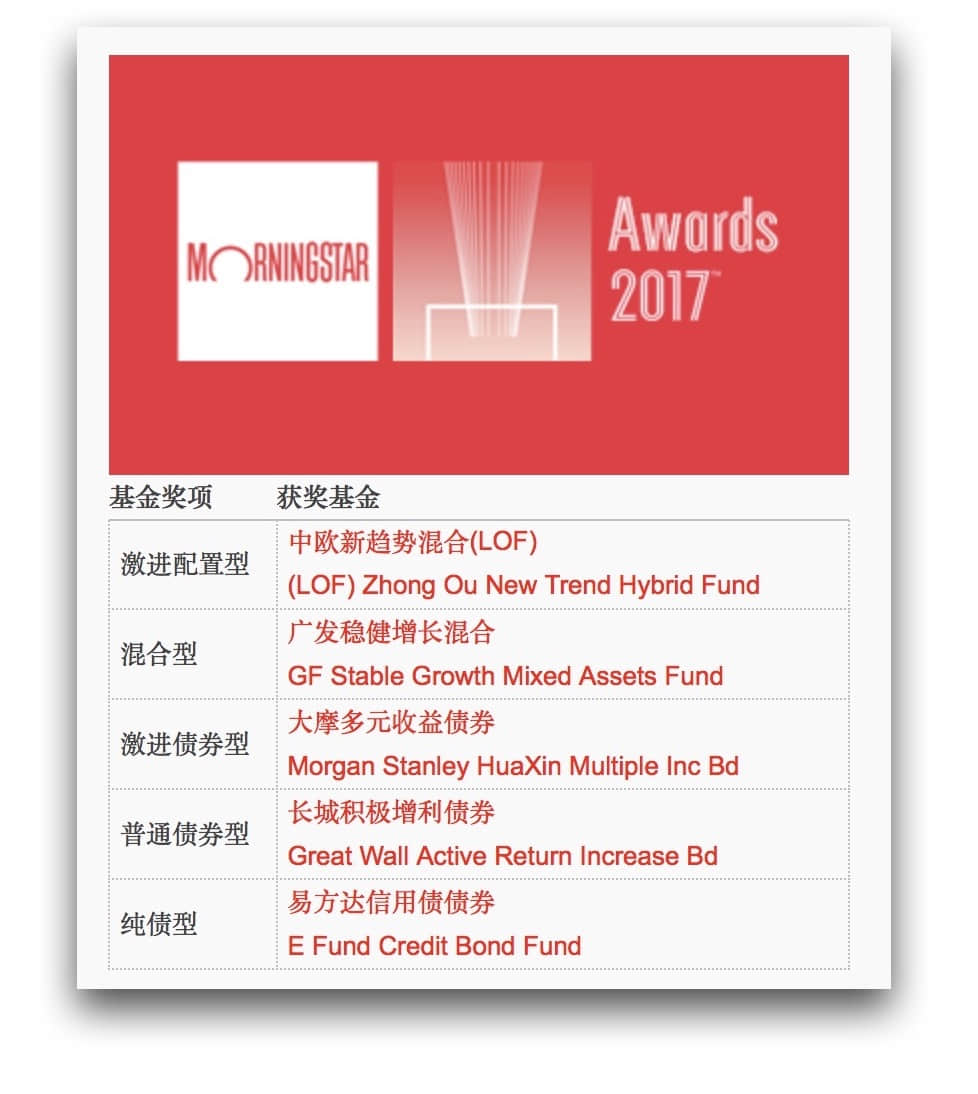 MORNINGSTAR
Awards
2017™
基金奖项 获奖基金
激进配置型
中欧新趋势混合(LOF)
(LOF) Zhong Ou New Trend Hybrid Fund
混合型
广发稳健增长混合
GF Stable Growth Mixed Assets Fund
激进债券型
大摩多元收益债券
Morgan Stanley HuaXin Multiple Inc Bd
普通债券型
长城积极增利债券
Great Wall Active Return Increase Bd
纯债型
易方达信用债债券
E Fund Credit Bond Fund